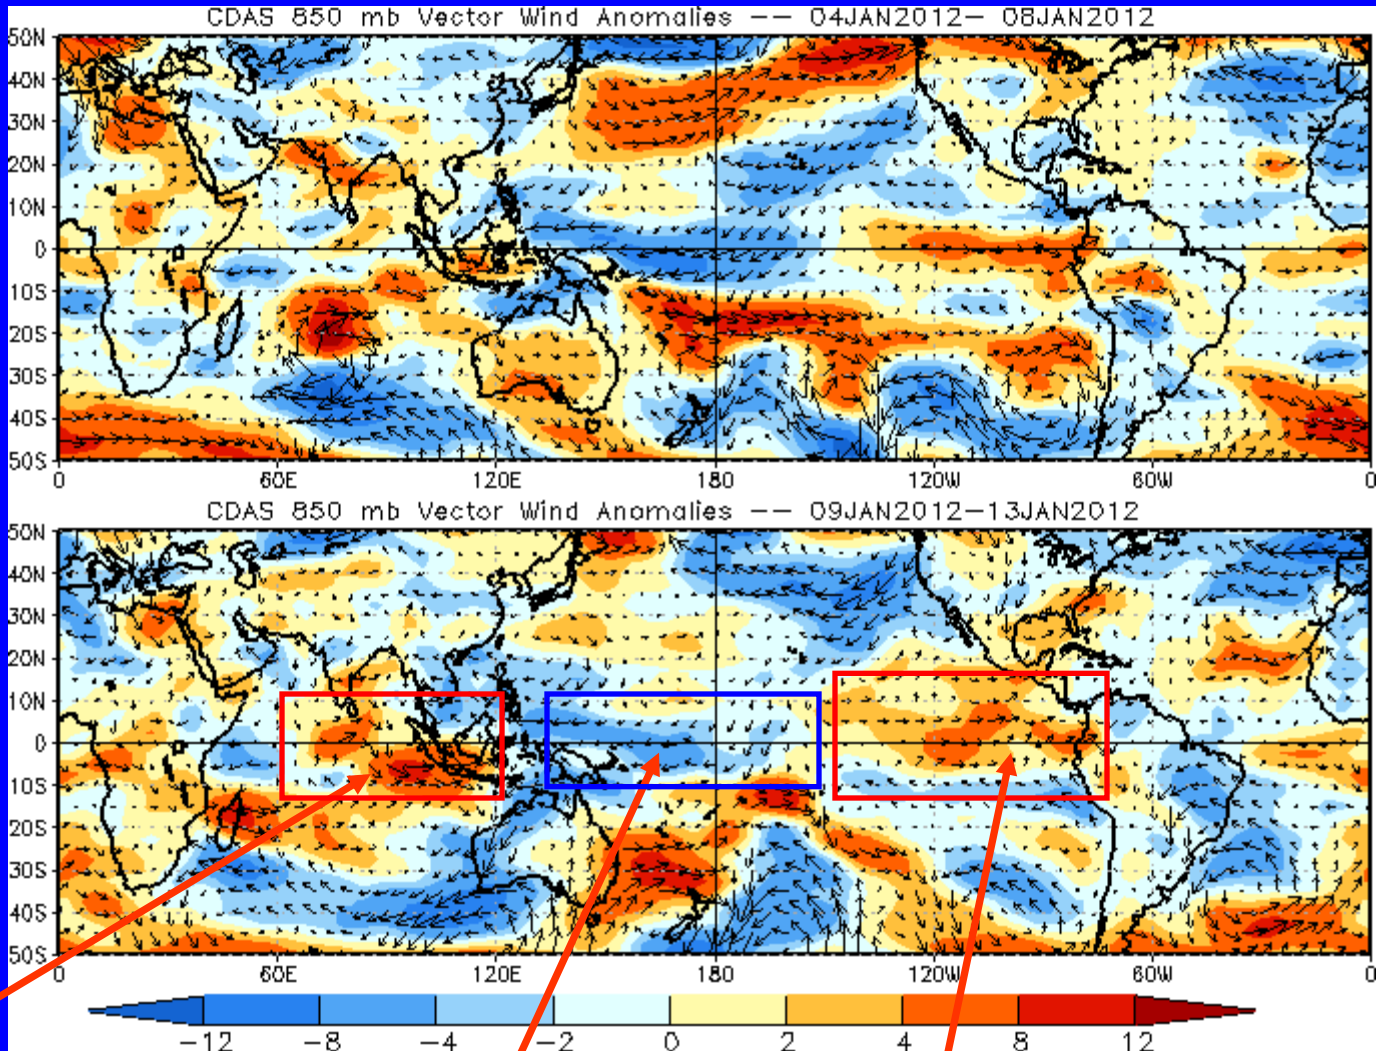 CDAS 850 mb Vector Wind Anomalies -- 04JAN2012- 08JAN2012
50N
40N
30N
20N
10N
0
10S
20S
30S
40S
50S
0 60E 120E 180 120W 60W 0
CDAS 850 mb Vector Wind Anomalies -- 09JAN2012-13JAN2012
50N
40N
30N
20N
10N
0
10S
20S
30S
40S
50S
0 60E 120E 180 120W 60W 0
-12 -8 -4 -2 0 2 4 8 12